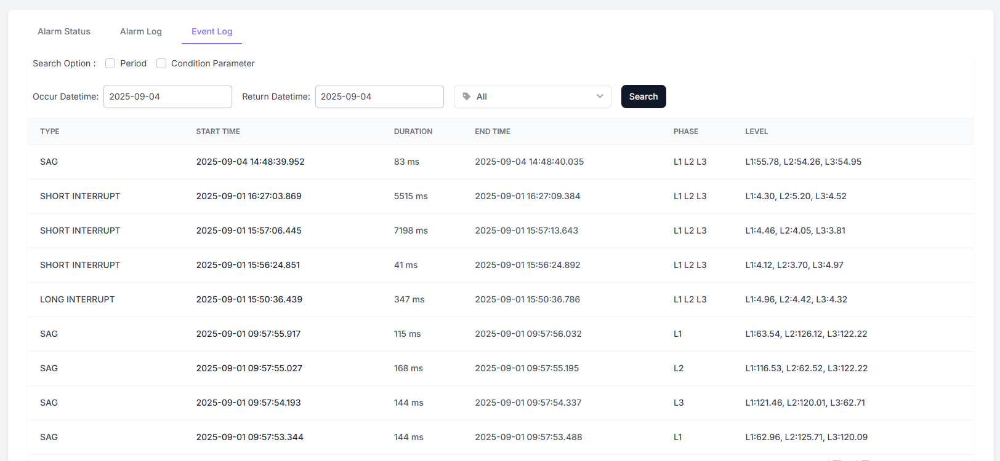 Alarm Status Alarm Log Event Log
Search Option : Period Condition Parameter
Occur Datetime: 2025-09-04 Return Datetime: 2025-09-04 All Search
TYPE START TIME DURATION END TIME PHASE LEVEL
SAG 2025-09-04 14:48:39.952 83 ms 2025-09-04 14:48:40.035 L1 L2 L3 L1:55.78, L2:54.26, L3:54.95
SHORT INTERRUPT 2025-09-01 16:27:03.869 5515 ms 2025-09-01 16:27:09.384 L1 L2 L3 L1:4.30, L2:5.20, L3:4.52
SHORT INTERRUPT 2025-09-01 15:57:06.445 7198 ms 2025-09-01 15:57:13.643 L1 L2 L3 L1:4.46, L2:4.05, L3:3.81
SHORT INTERRUPT 2025-09-01 15:56:24.851 41 ms 2025-09-01 15:56:24.892 L1 L2 L3 L1:4.12, L2:3.70, L3:4.97
LONG INTERRUPT 2025-09-01 15:50:36.439 347 ms 2025-09-01 15:50:36.786 L1 L2 L3 L1:4.96, L2:4.42, L3:4.32
SAG 2025-09-01 09:57:55.917 115 ms 2025-09-01 09:57:56.032 L1 L1:63.54, L2:126.12, L3:122.22
SAG 2025-09-01 09:57:55.027 168 ms 2025-09-01 09:57:55.195 L2 L1:116.53, L2:62.52, L3:122.22
SAG 2025-09-01 09:57:54.193 144 ms 2025-09-01 09:57:54.337 L3 L1:121.46, L2:120.01, L3:62.71
SAG 2025-09-01 09:57:53.344 144 ms 2025-09-01 09:57:53.488 L1 L1:62.96, L2:125.71, L3:120.09